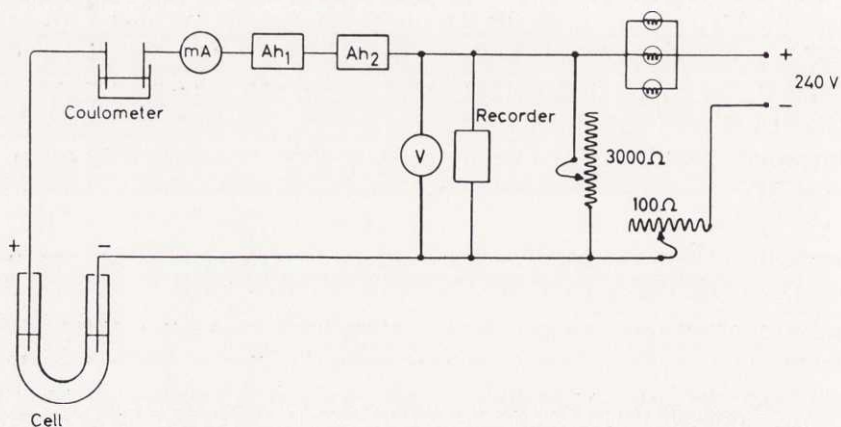 mA
Ah1
Ah2
+
240 V
−
Coulometer
Recorder
V
3000Ω
100Ω
+
−
Cell